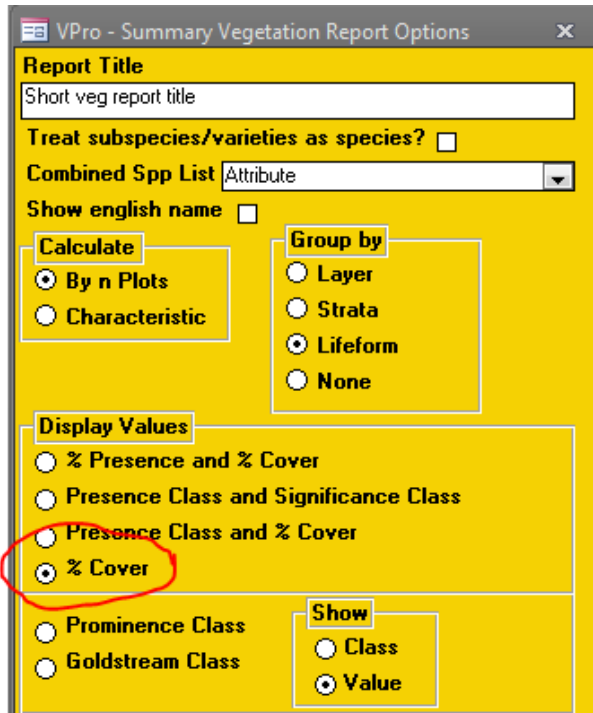 VPro - Summary Vegetation Report Options
Report Title
Short veg report title
Treat subspecies/varieties as species?
Combined Spp List Attribute
Show english name
Calculate
By n Plots
Characteristic
Group by
Layer
Strata
Lifeform
None
Display Values
% Presence and % Cover
Presence Class and Significance Class
Presence Class and % Cover
% Cover
Prominence Class
Goldstream Class
Show
Class
Value